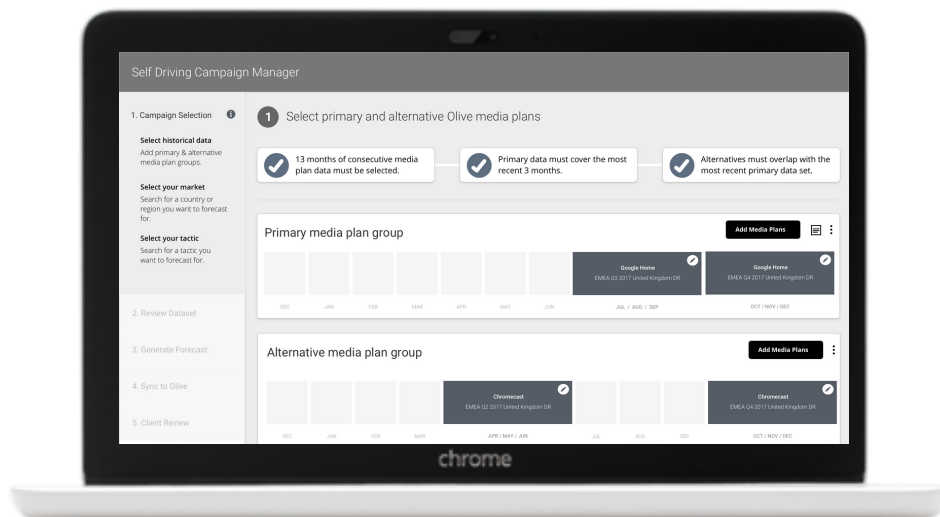 Self Driving Campaign Manager
1. Campaign Selection
Select historical data
Add primary & alternative
media plan groups.
Select your market
Search for a country or
region you want to forecast
for.
Select your tactic
Search for a tactic you
want to forecast for.
2. Review Dataset
3. Generate Forecast
4. Sync to Olive
5. Client Review
1 Select primary and alternative Olive media plans
13 months of consecutive media
plan data must be selected.
Primary data must cover the most
recent 3 months.
Alternatives must overlap with the
most recent primary data set.
Primary media plan group
Add Media Plans
Google Home
EMEA Q3 2017 United Kingdom DR
Google Home
EMEA Q4 2017 United Kingdom DR
DEC JAN FEB MAR APR MAY JUN JUL / AUG / SEP OCT / NOV / DEC
Alternative media plan group
Add Media Plans
Chromecast
EMEA Q2 2017 United Kingdom DR
Chromecast
EMEA Q4 2017 United Kingdom DR
DEC JAN FEB MAR APR / MAY / JUN JUL AUG SEP OCT / NOV / DEC
chrome